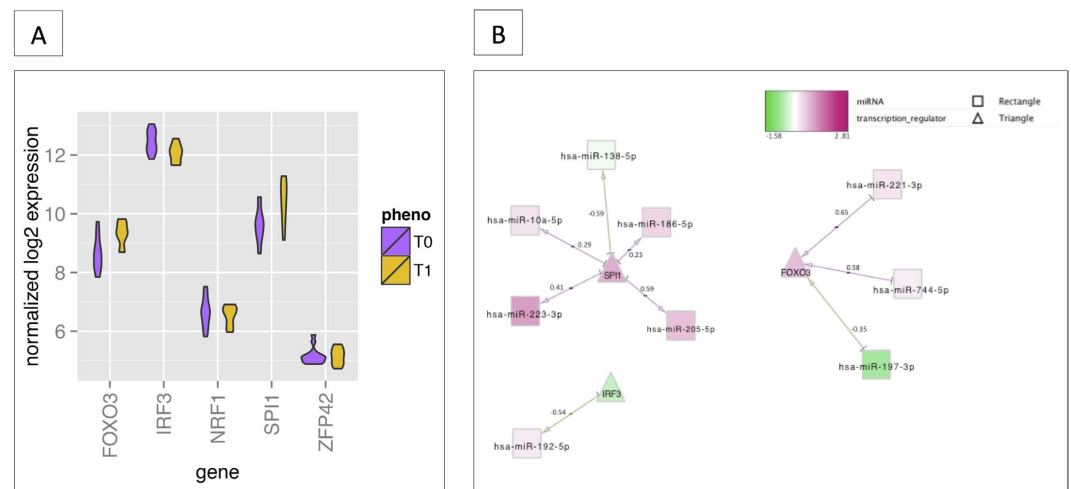 A
B
normalized log2 expression
12
10
8
6
FOXO3
IRF3
NRF1
SPI1
ZFP42
gene
pheno
T0
T1
-1.58
2.81
miRNA
Rectangle
transcription_regulator
Triangle
hsa-miR-138-5p
-0.59
hsa-miR-10a-5p
0.29
hsa-miR-186-5p
0.23
SPI1
0.41
hsa-miR-223-3p
0.59
hsa-miR-205-5p
IRF3
-0.54
hsa-miR-192-5p
hsa-miR-221-3p
0.65
FOXO3
0.58
hsa-miR-744-5p
-0.35
hsa-miR-197-3p